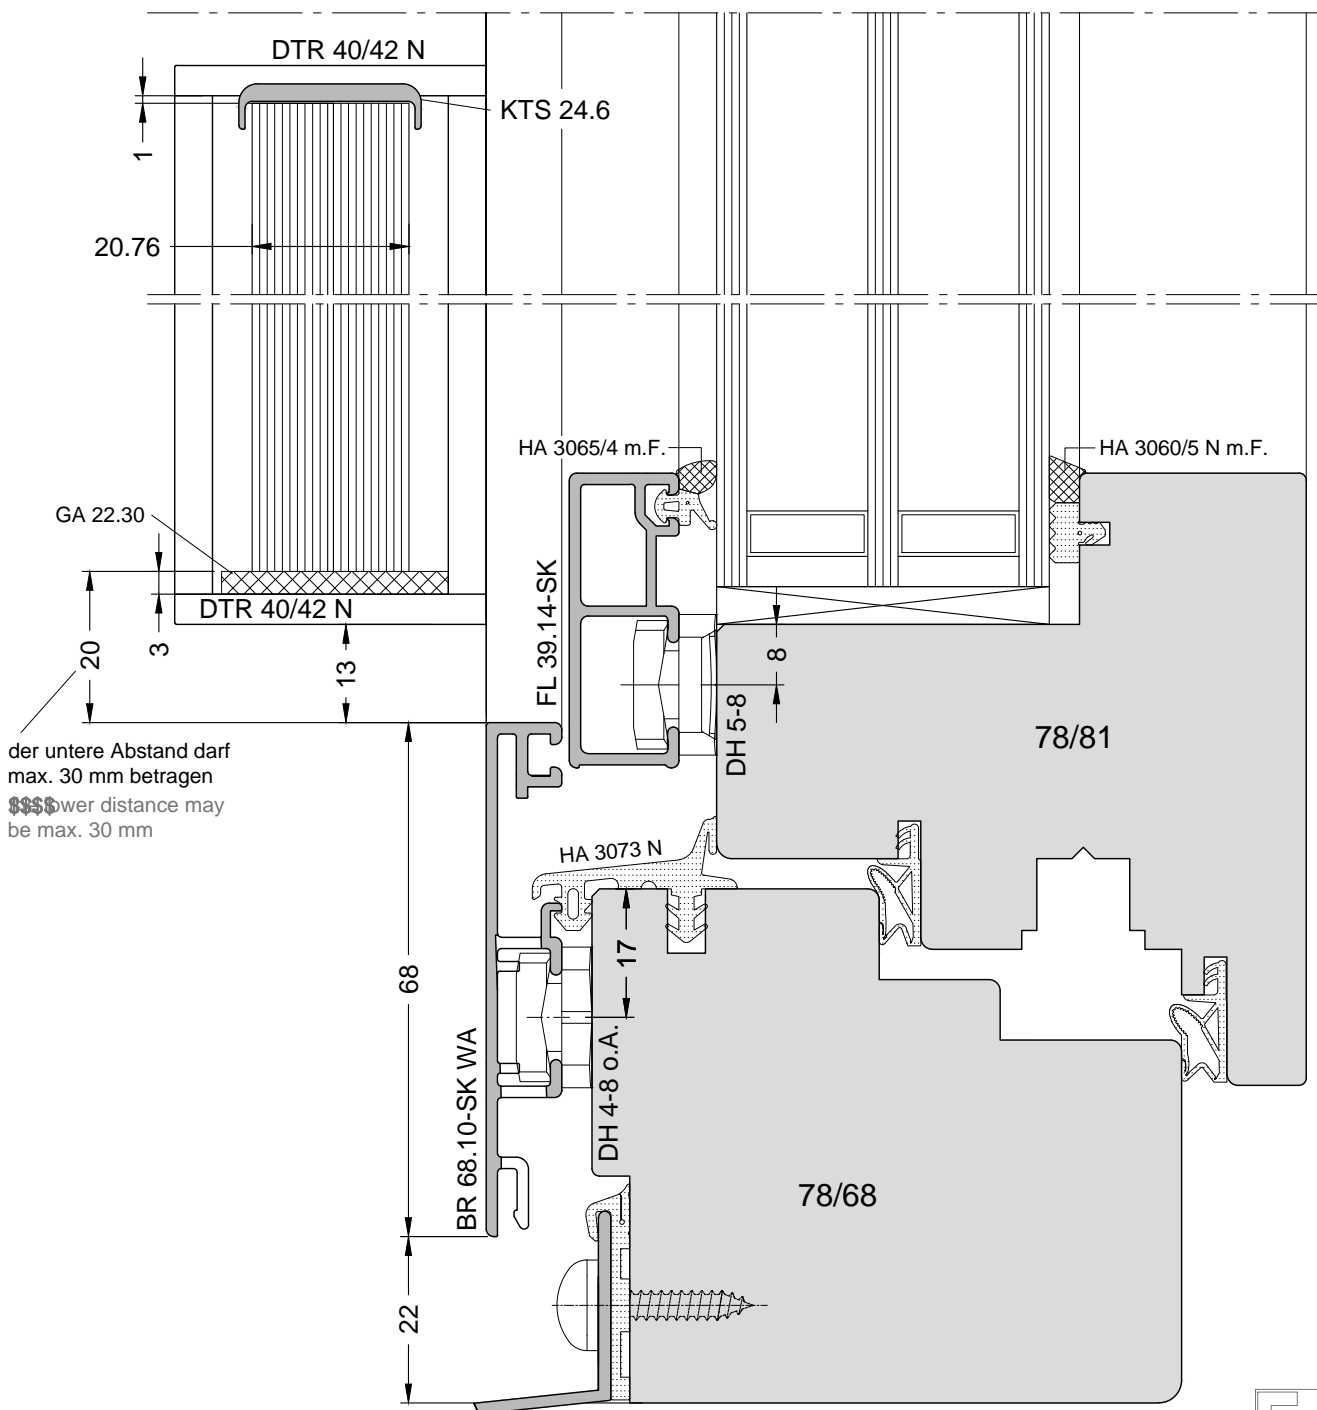 DTR 40/42 N
KTS 24.6
1
20.76
HA 3065/4 m.F.
HA 3060/5 N m.F.
GA 22.30
DTR 40/42 N
FL 39.14-SK
20
3
13
8
DH 5-8
78/81
der untere Abstand darf
max. 30 mm betragen
lower distance may
be max. 30 mm
HA 3073 N
68
17
BR 68.10-SK WA
DH 4-8 o.A.
78/68
22